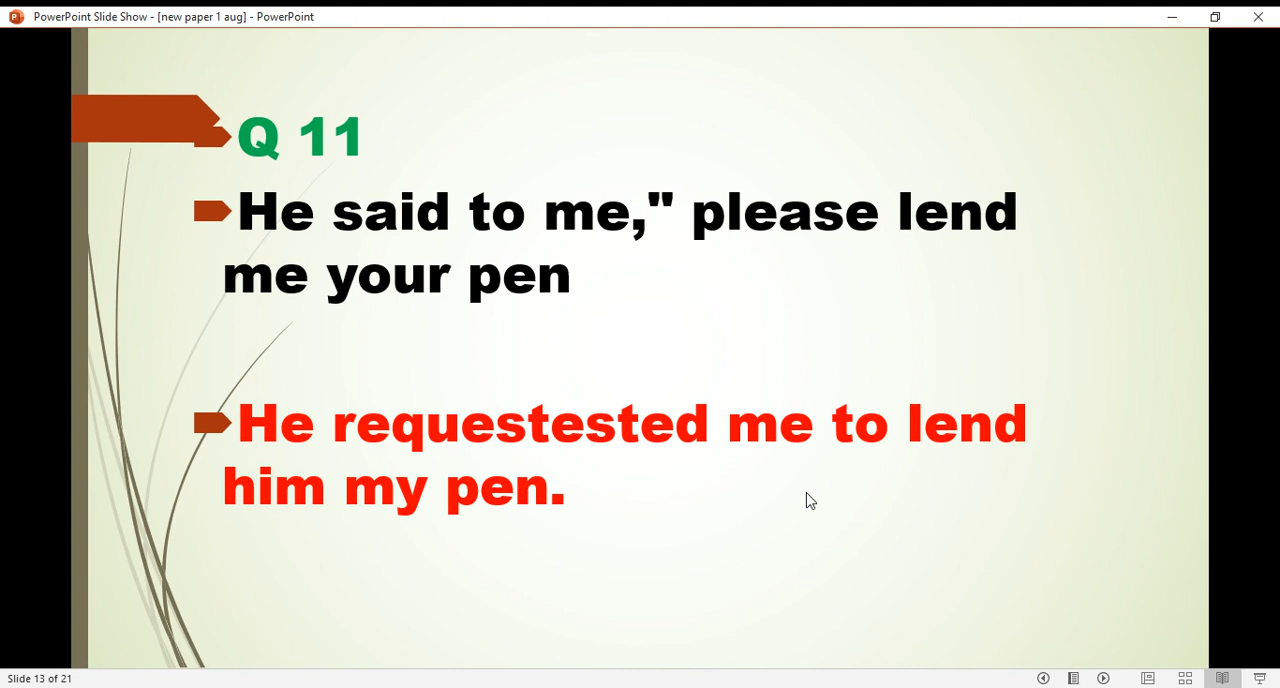 PowerPoint Slide Show - [new paper 1 aug] - PowerPoint
Q 11
He said to me," please lend
me your pen
He requestested me to lend
him my pen.
Slide 13 of 21